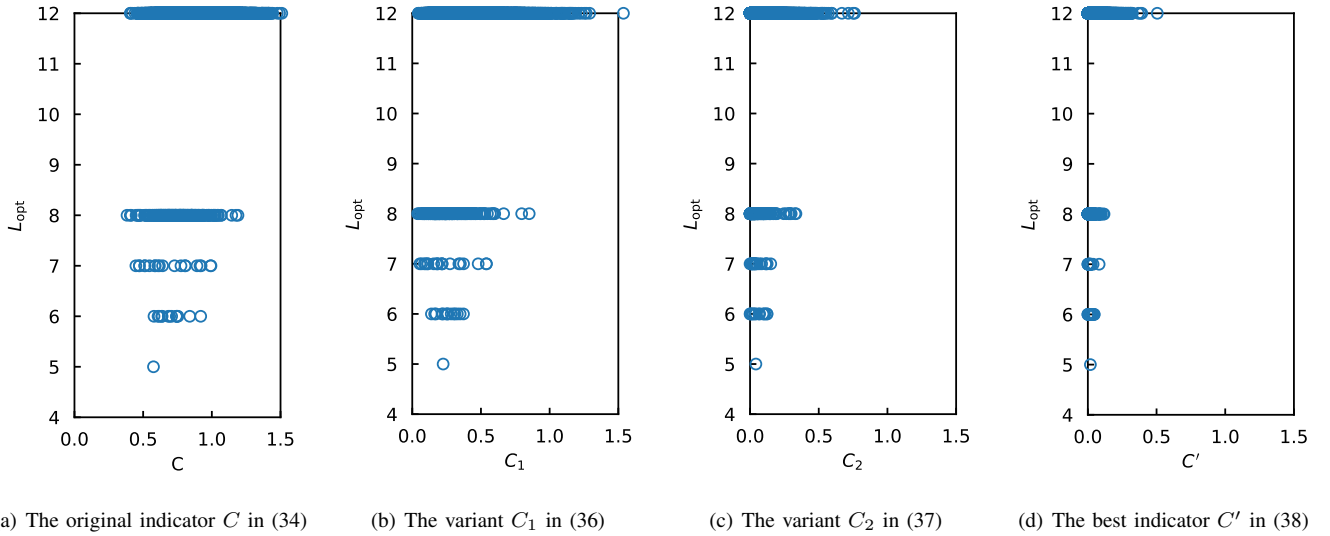 12
11
10
9
8
7
6
5
4
L_opt
0.0 0.5 1.0 1.5
C
a) The original indicator C in (34)
12
11
10
9
8
7
6
5
4
L_opt
0.0 0.5 1.0 1.5
C_1
(b) The variant C_1 in (36)
12
11
10
9
8
7
6
5
4
L_opt
0.0 0.5 1.0 1.5
C_2
(c) The variant C_2 in (37)
12
11
10
9
8
7
6
5
4
L_opt
0.0 0.5 1.0 1.5
C′
(d) The best indicator C′ in (38)